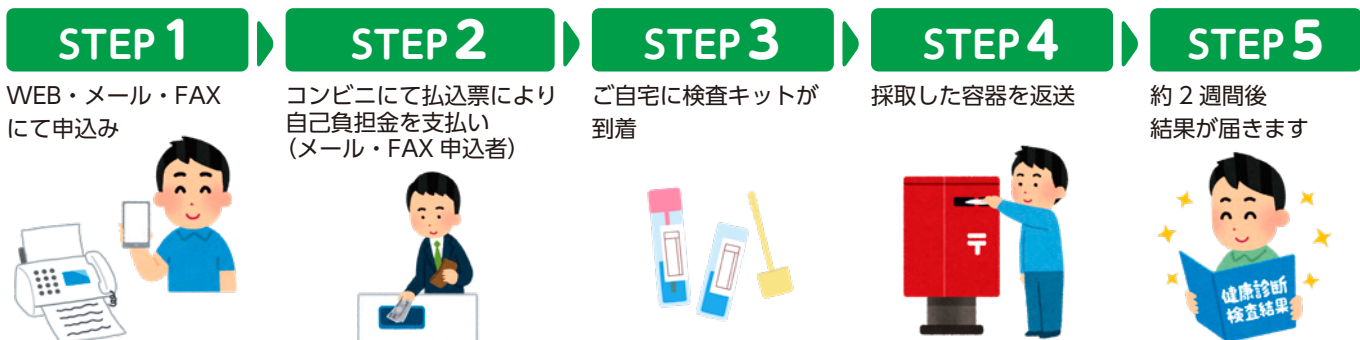 STEP 1
WEB・メール・FAX
にて申込み
STEP 2
コンビニにて払込票により
自己負担金を支払い
(メール・FAX 申込者)
STEP 3
ご自宅に検査キットが
到着
STEP 4
採取した容器を返送
〒
STEP 5
約 2 週間後
結果が届きます
健康診断
検査結果